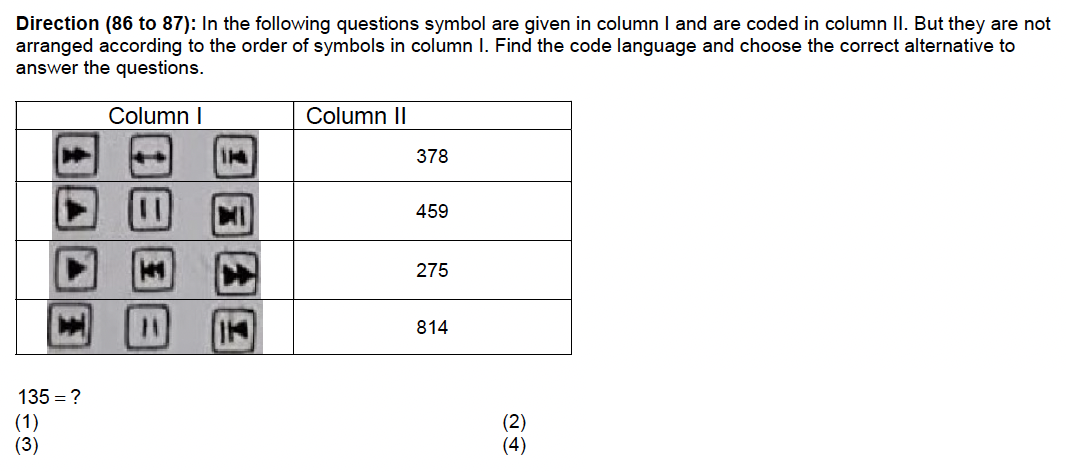 Direction (86 to 87): In the following questions symbol are given in column I and are coded in column II. But they are not
arranged according to the order of symbols in column I. Find the code language and choose the correct alternative to
answer the questions.
Column I Column II
378
459
275
814
135 = ?
(1) (2)
(3) (4)